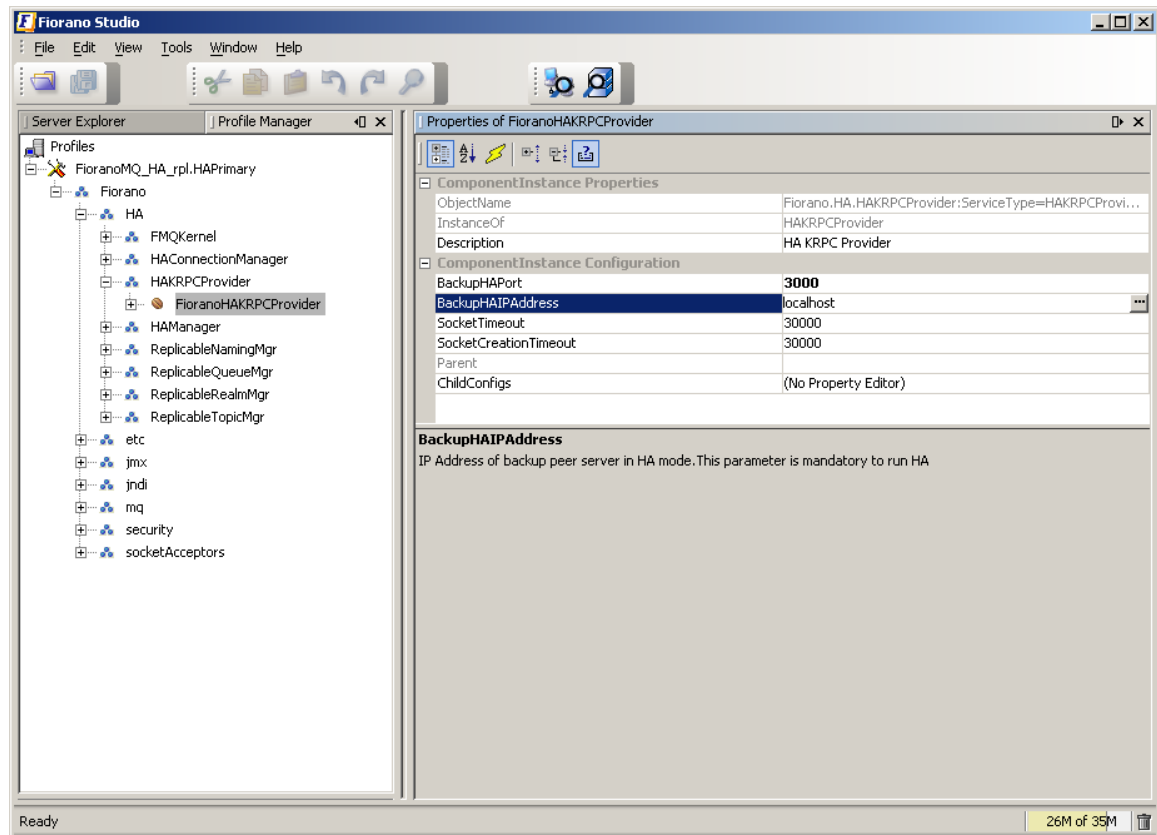 Fiorano Studio
File Edit View Tools Window Help
Server Explorer Profile Manager
Profiles
FioranoMQ_HA_rpl.HAPrimary
Fiorano
HA
FMQKernel
HAConnectionManager
HAKRPCProvider
FioranoHAKRPCProvider
HAManager
ReplicableNamingMgr
ReplicableQueueMgr
ReplicableRealmMgr
ReplicableTopicMgr
etc
jmx
jndi
mq
security
socketAcceptors
Properties of FioranoHAKRPCProvider
ComponentInstance Properties
ObjectName Fiorano.HA.HAKRPCProvider:ServiceType=HAKRPCProvi...
InstanceOf HAKRPCProvider
Description HA KRPC Provider
ComponentInstance Configuration
BackupHAPort 3000
BackupHAIPAddress localhost ...
SocketTimeout 30000
SocketCreationTimeout 30000
Parent
ChildConfigs (No Property Editor)
BackupHAIPAddress
IP Address of backup peer server in HA mode.This parameter is mandatory to run HA
Ready 26M of 35M